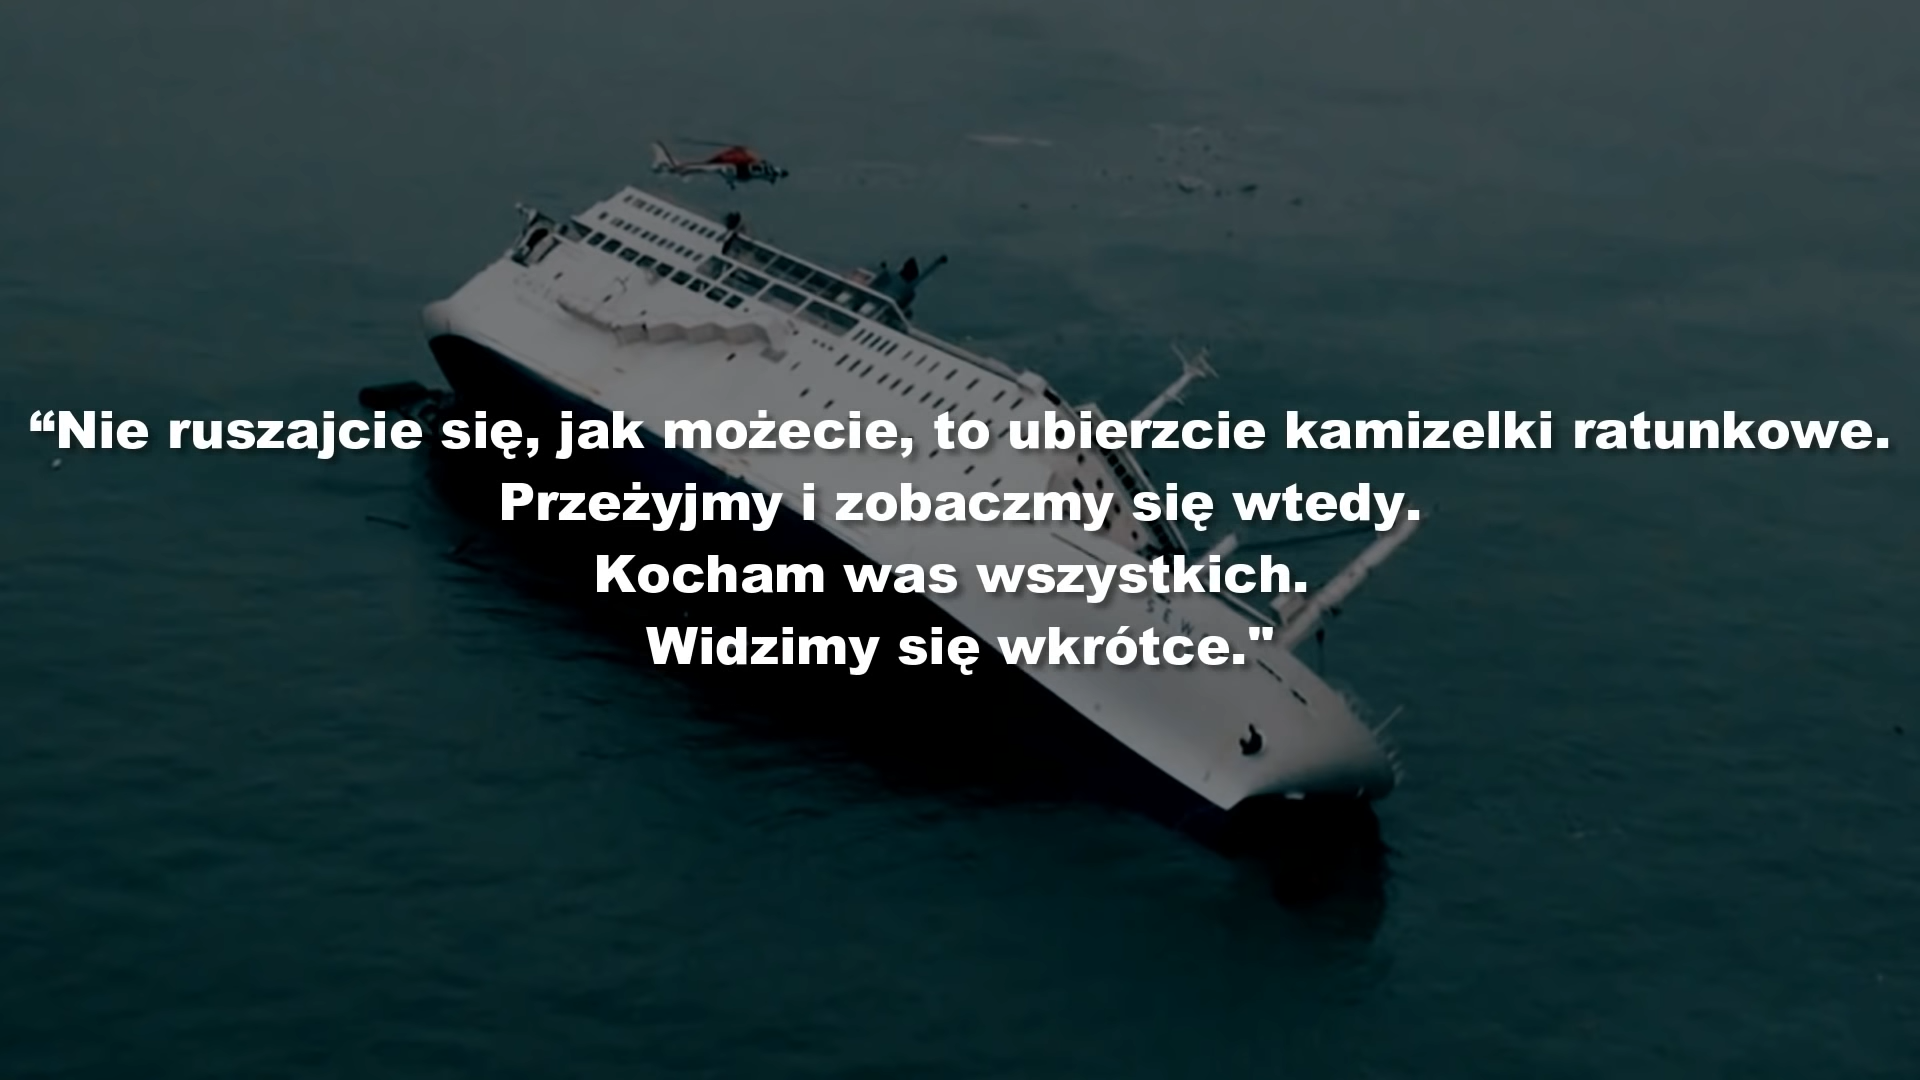 “Nie ruszajcie się, jak możecie, to ubierzcie kamizelki ratunkowe.
Przeżyjmy i zobaczmy się wtedy.
Kocham was wszystkich.
Widzimy się wkrótce."